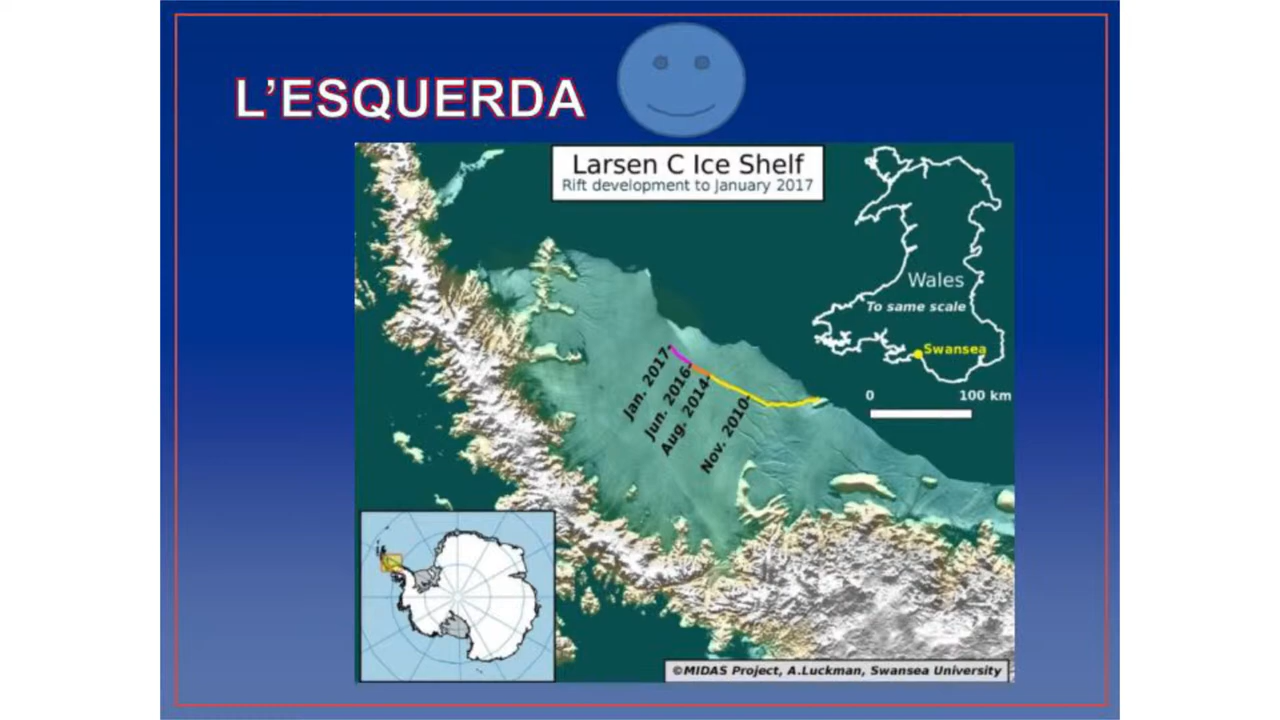 L'ESQUERDA
Larsen C Ice Shelf
Rift development to January 2017
Wales
To same scale
Swansea
0 100 km
Jan. 2017
Jun. 2016
Aug. 2014
Nov. 2010
©MIDAS Project, A.Luckman, Swansea University